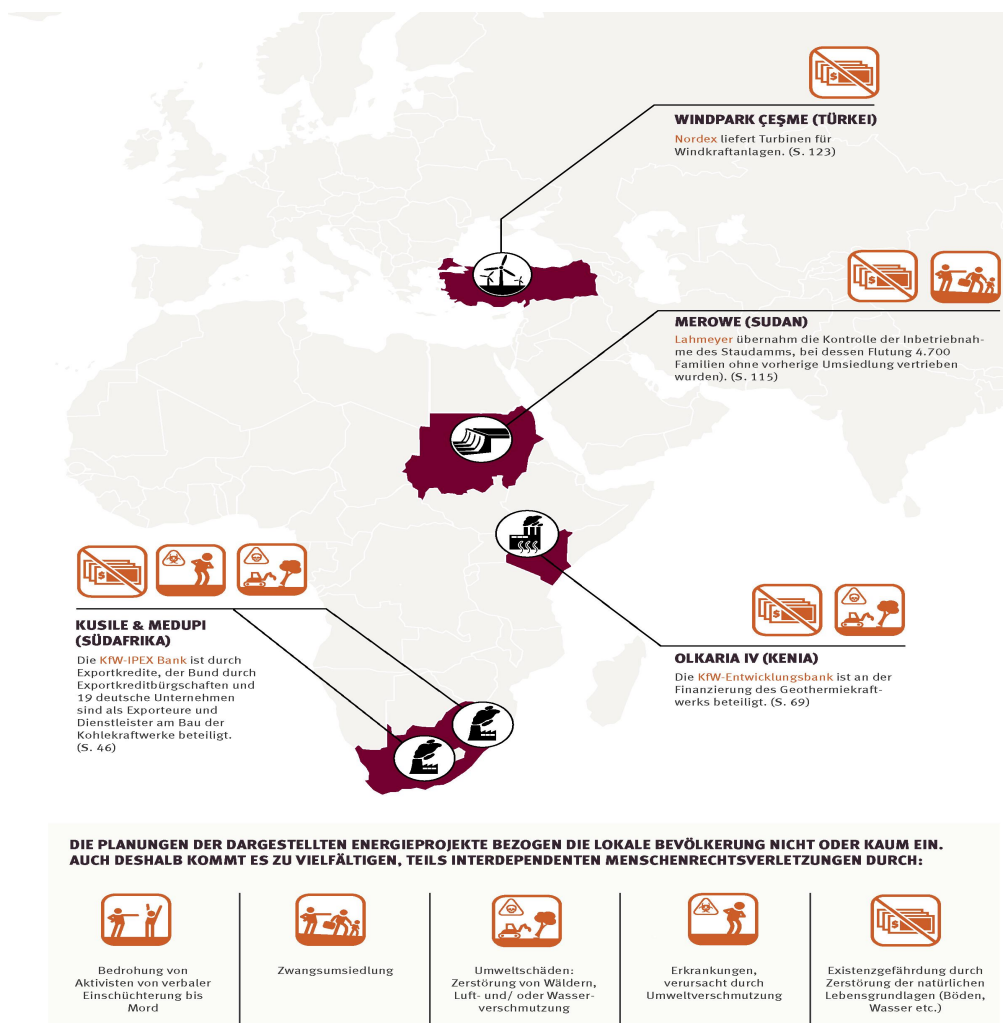 WINDPARK ÇEŞME (TÜRKEI)
Nordex liefert Turbinen für
Windkraftanlagen. (S. 123)
MEROWE (SUDAN)
Lahmeyer übernahm die Kontrolle der Inbetriebnah-
me des Staudamms, bei dessen Flutung 4.700
Familien ohne vorherige Umsiedlung vertrieben
wurden). (S. 115)
KUSILE & MEDUPI
(SÜDAFRIKA)
Die KfW-IPEX Bank ist durch
Exportkredite, der Bund durch
Exportkreditbürgschaften und
19 deutsche Unternehmen
sind als Exporteure und
Dienstleister am Bau der
Kohlekraftwerke beteiligt.
(S. 46)
OLKARIA IV (KENIA)
Die KfW-Entwicklungsbank ist an der
Finanzierung des Geothermiekraft-
werks beteiligt. (S. 69)
DIE PLANUNGEN DER DARGESTELLTEN ENERGIEPROJEKTE BEZOGEN DIE LOKALE BEVÖLKERUNG NICHT ODER KAUM EIN.
AUCH DESHALB KOMMT ES ZU VIELFÄLTIGEN, TEILS INTERDEPENDENTEN MENSCHENRECHTSVERLETZUNGEN DURCH:
Bedrohung von
Aktivisten von verbaler
Einschüchterung bis
Mord
Zwangsumsiedlung
Umweltschäden:
Zerstörung von Wäldern,
Luft- und/ oder Wasser-
verschmutzung
Erkrankungen,
verursacht durch
Umweltverschmutzung
Existenzgefährdung durch
Zerstörung der natürlichen
Lebensgrundlagen (Böden,
Wasser etc.)